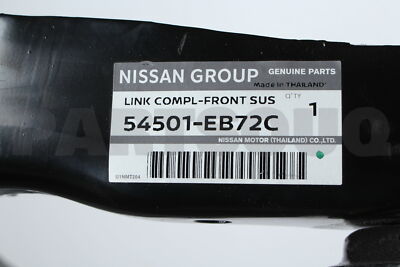 NISSAN GROUP GENUINE PARTS
Made in THAILAND
LINK COMPL-FRONT SUS Q'TY
54501-EB72C 1
NISSAN MOTOR (THAILAND) CO., LTD.